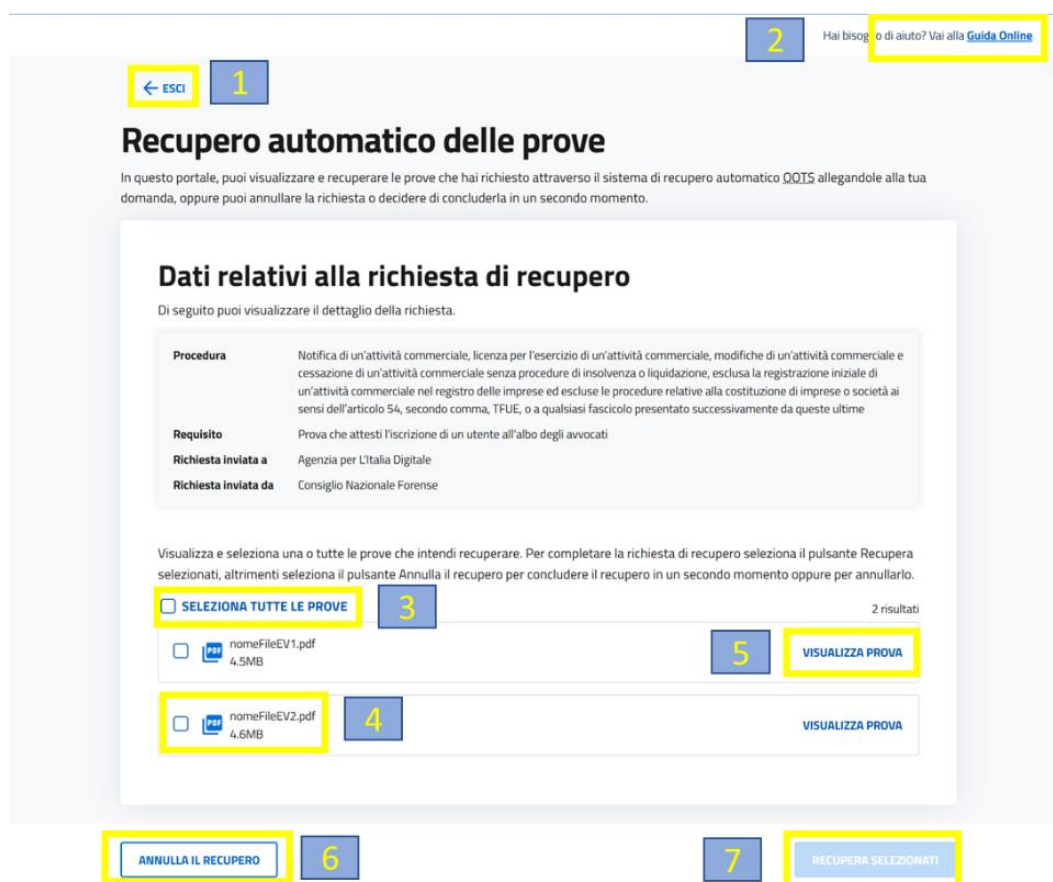 2
Hai bisogno di aiuto? Vai alla Guida Online
← ESCI
1
Recupero automatico delle prove
In questo portale, puoi visualizzare e recuperare le prove che hai richiesto attraverso il sistema di recupero automatico OOTS allegandole alla tua
domanda, oppure puoi annullare la richiesta o decidere di concluderla in un secondo momento.
Dati relativi alla richiesta di recupero
Di seguito puoi visualizzare il dettaglio della richiesta.
Procedura Notifica di un'attività commerciale, licenza per l'esercizio di un'attività commerciale, modifiche di un'attività commerciale e
cessazione di un'attività commerciale senza procedure di insolvenza o liquidazione, esclusa la registrazione iniziale di
un'attività commerciale nel registro delle imprese ed escluse le procedure relative alla costituzione di imprese o società ai
sensi dell'articolo 54, secondo comma, TFUE, o a qualsiasi fascicolo presentato successivamente da queste ultime
Requisito Prova che attesti l'iscrizione di un utente all'albo degli avvocati
Richiesta inviata a Agenzia per L'Italia Digitale
Richiesta inviata da Consiglio Nazionale Forense
Visualizza e seleziona una o tutte le prove che intendi recuperare. Per completare la richiesta di recupero seleziona il pulsante Recupera
selezionati, altrimenti seleziona il pulsante Annulla il recupero per concludere il recupero in un secondo momento oppure per annullarlo.
SELEZIONA TUTTE LE PROVE
3
2 risultati
PDF nomeFileEV1.pdf
4.5MB
5
VISUALIZZA PROVA
PDF nomeFileEV2.pdf
4.6MB
4
VISUALIZZA PROVA
ANNULLA IL RECUPERO
6
7
RECUPERA SELEZIONATI